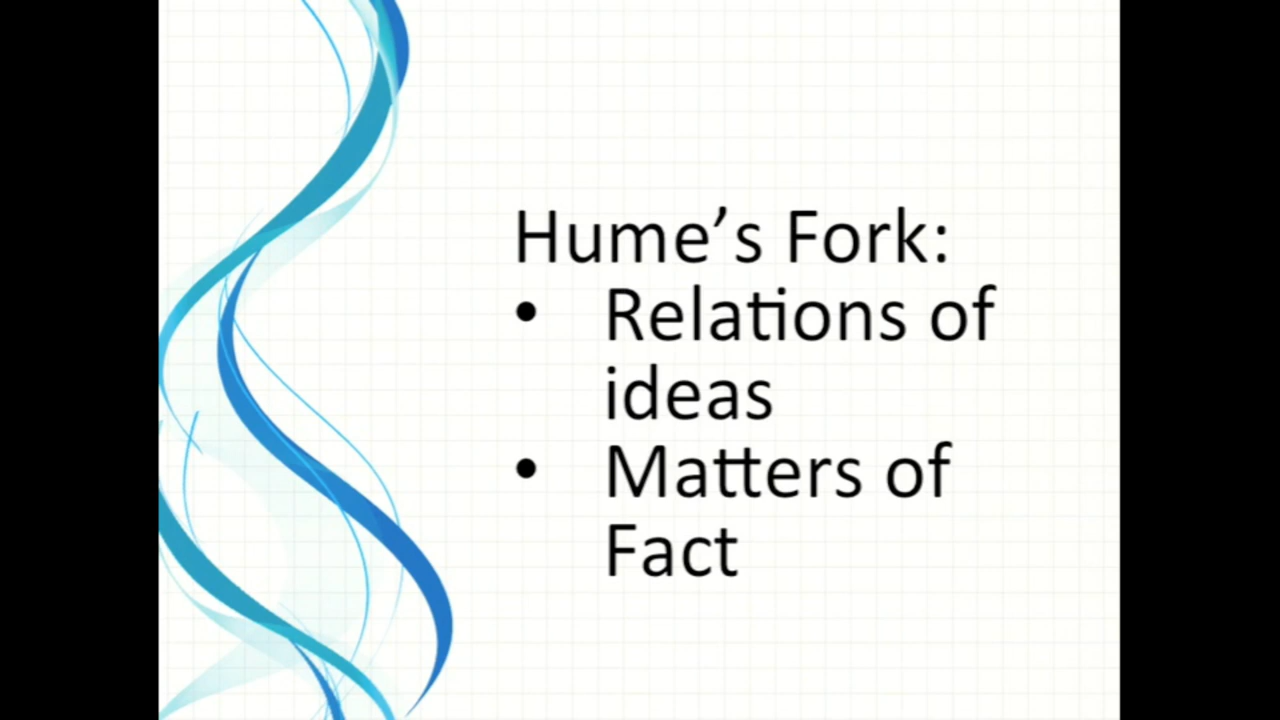 Hume’s Fork:
• Relations of
ideas
• Matters of
Fact